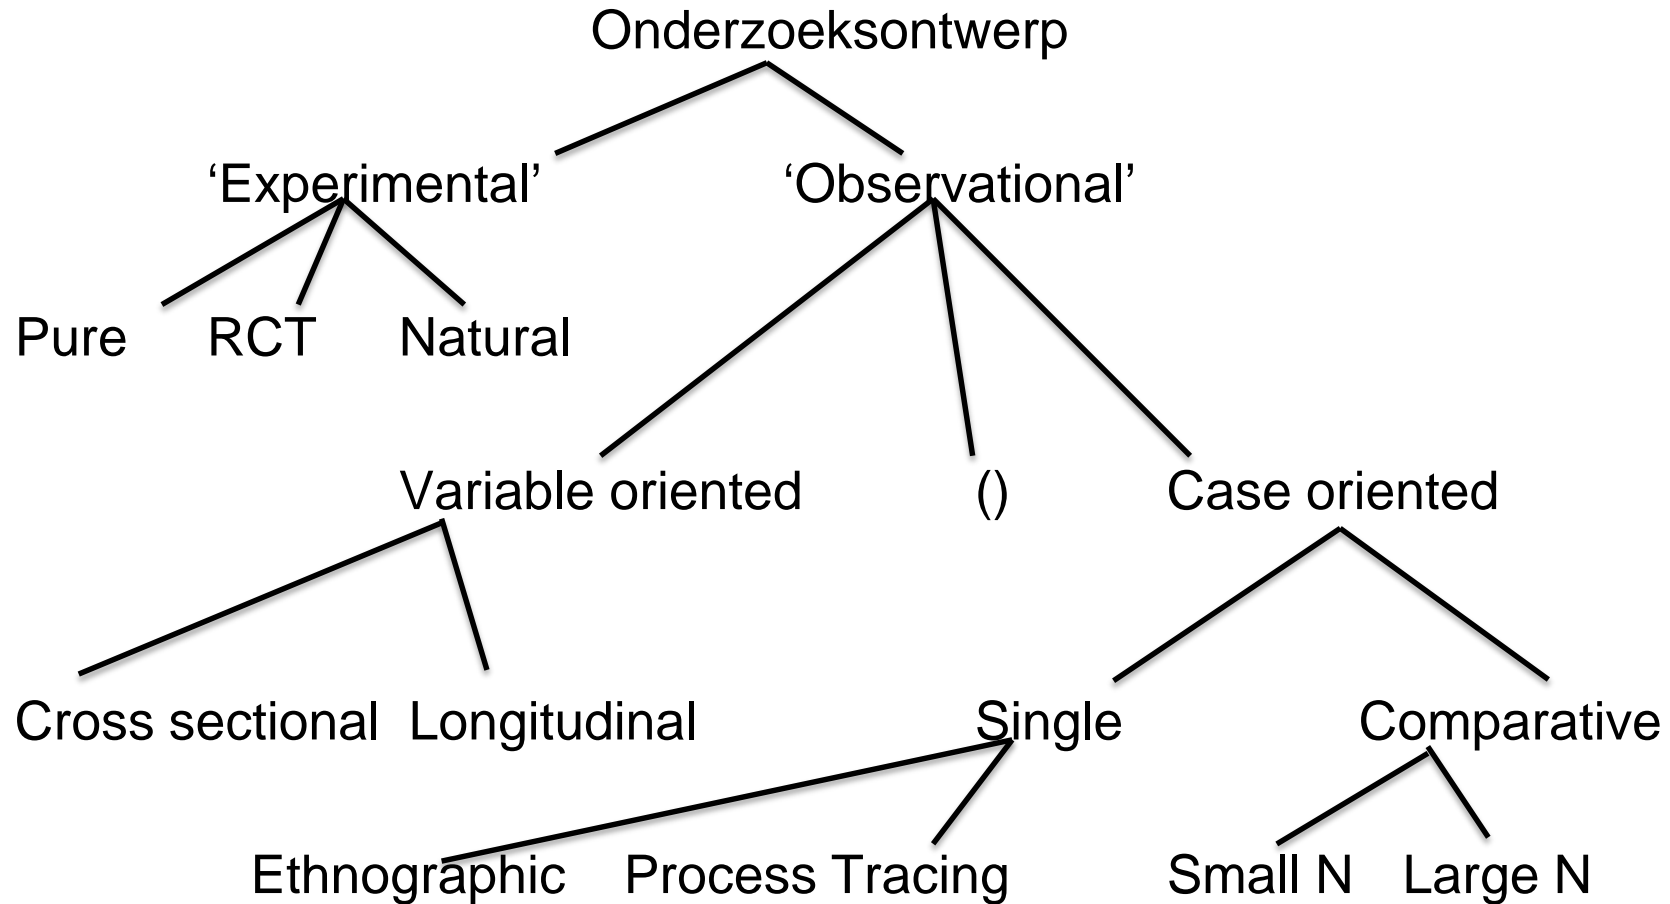 Onderzoeksontwerp
‘Experimental’ ‘Observational’
Pure RCT Natural
Variable oriented () Case oriented
Cross sectional Longitudinal Single Comparative
Ethnographic Process Tracing Small N Large N